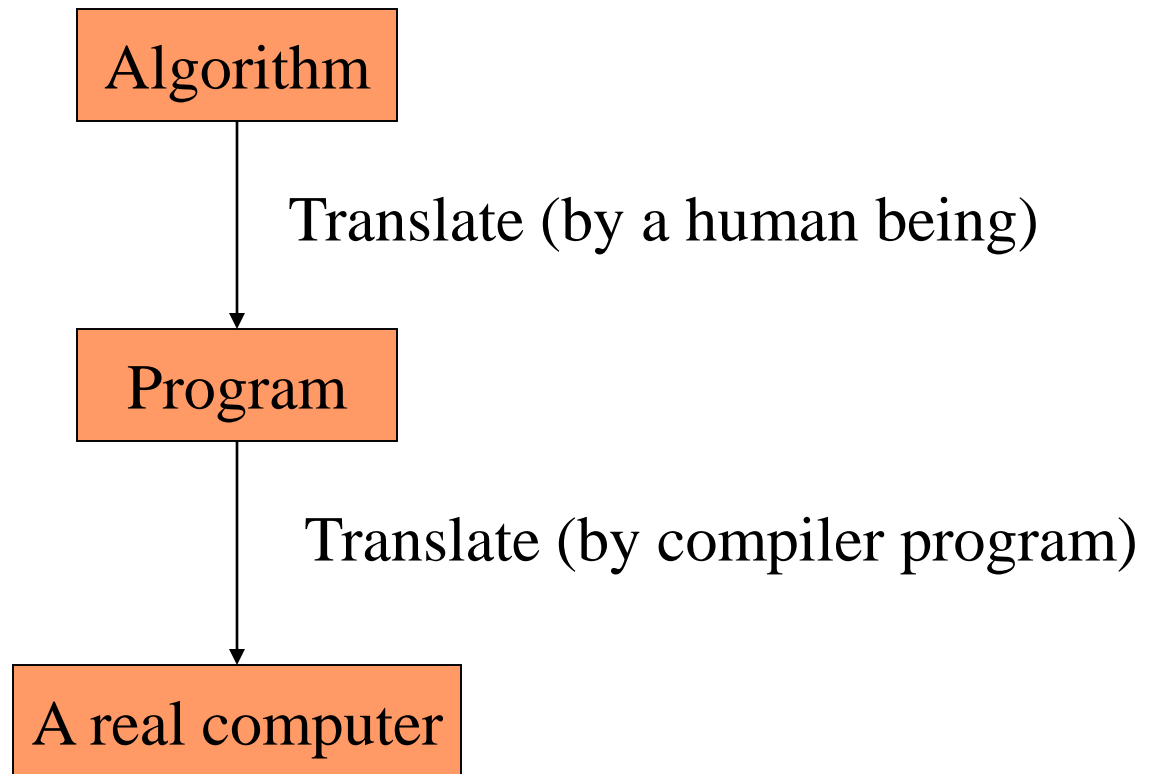 Algorithm
Translate (by a human being)
Program
Translate (by compiler program)
A real computer